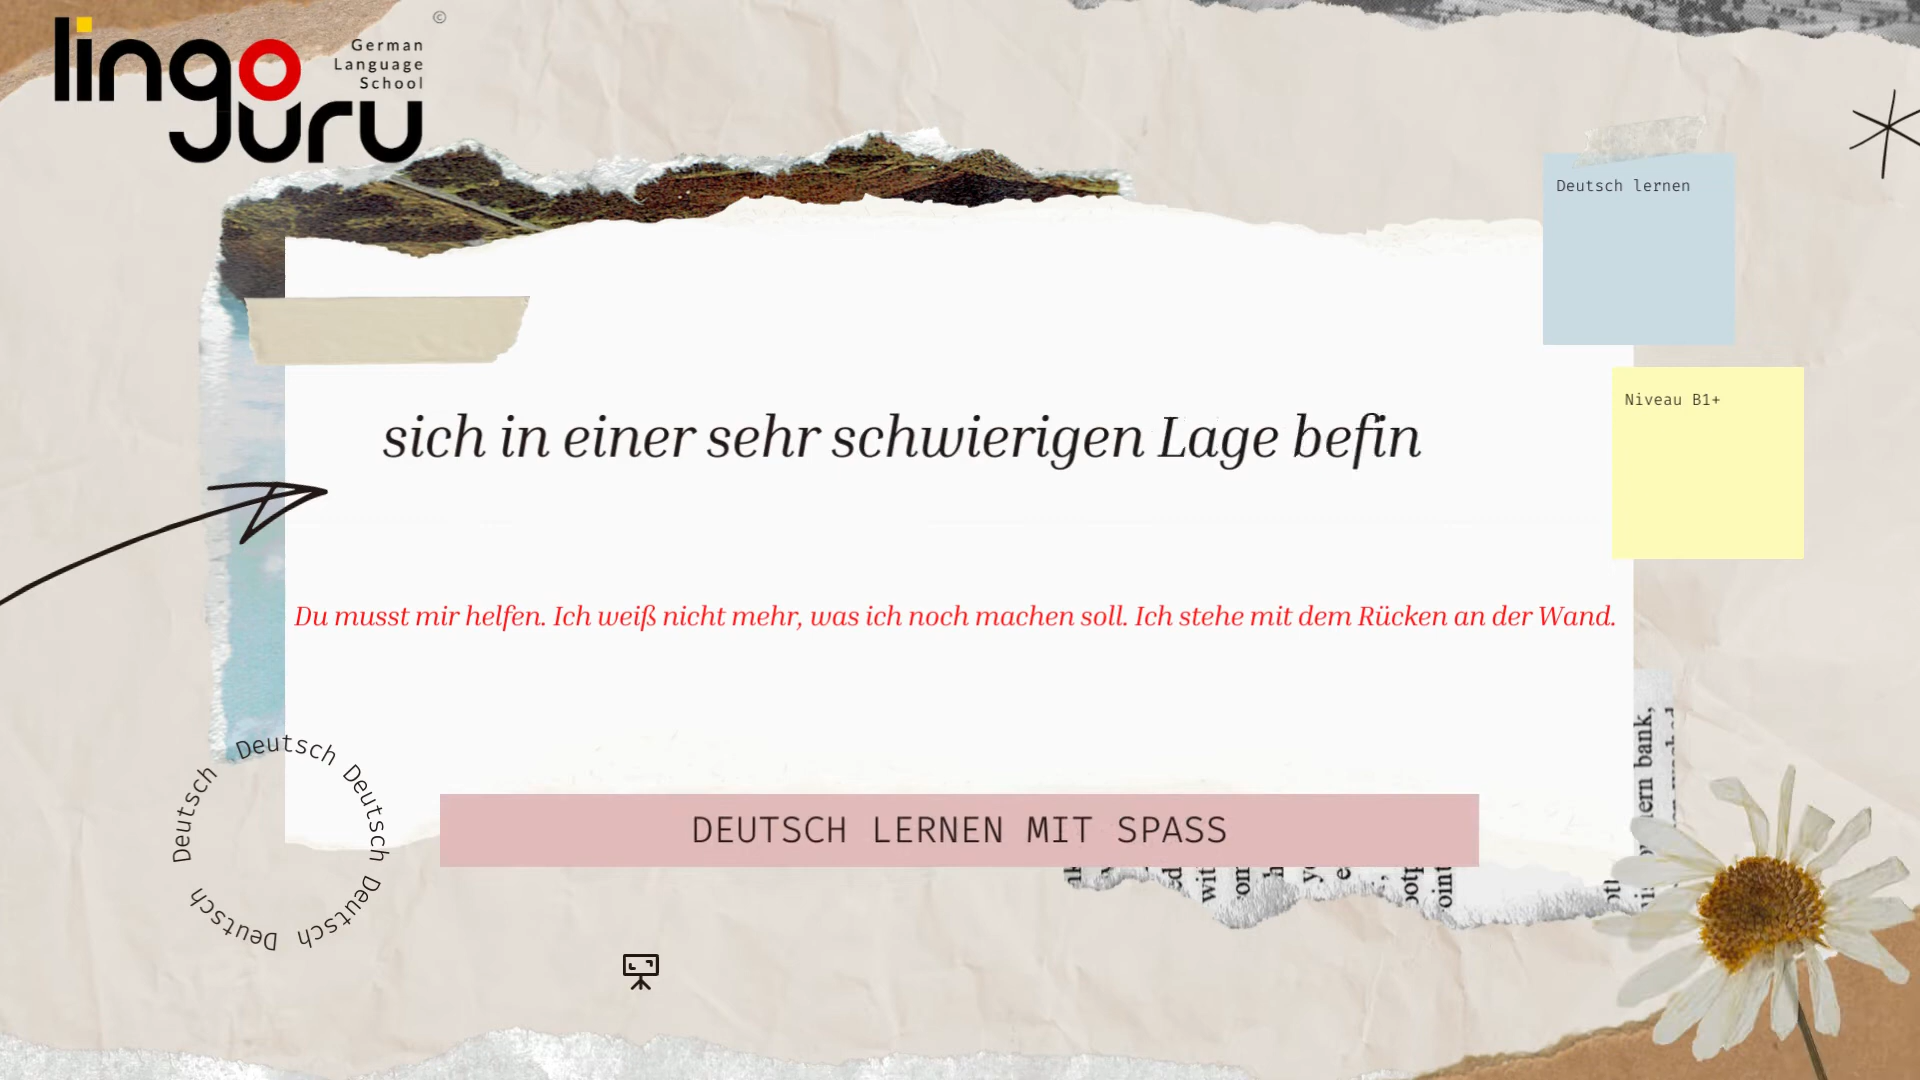 lingo
guru
©
German
Language
School
Deutsch lernen
Niveau B1+
sich in einer sehr schwierigen Lage befin
Du musst mir helfen. Ich weiß nicht mehr, was ich noch machen soll. Ich stehe mit dem Rücken an der Wand.
DEUTSCH LERNEN MIT SPASS
Deutsch Deutsch Deutsch Deutsch Deutsch
ern bank,